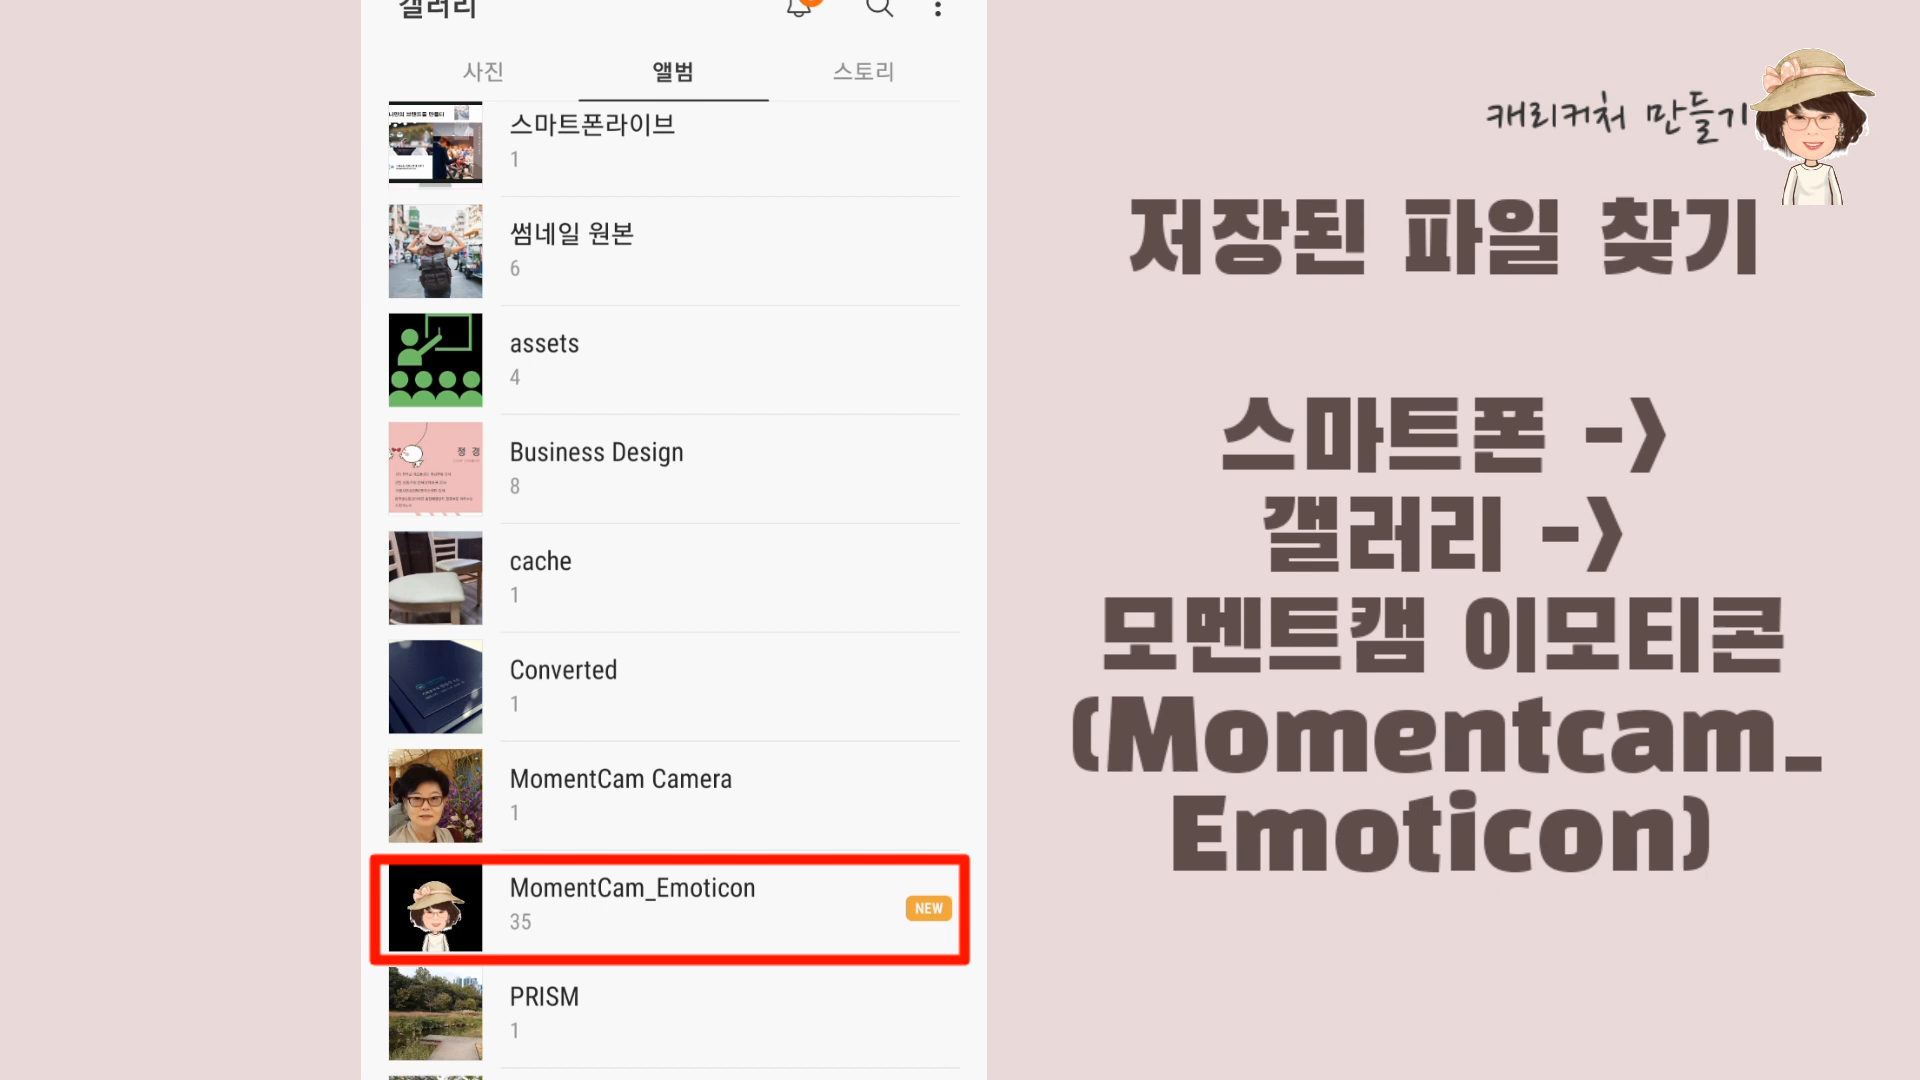 갤러리
사진 앨범 스토리
스마트폰라이브
1
썸네일 원본
6
assets
4
Business Design
8
cache
1
Converted
1
MomentCam Camera
1
MomentCam_Emoticon
35
NEW
PRISM
1
캐리커처 만들기
저장된 파일 찾기
스마트폰 ->
갤러리 ->
모멘트캠 이모티콘
(Momentcam_
Emoticon)